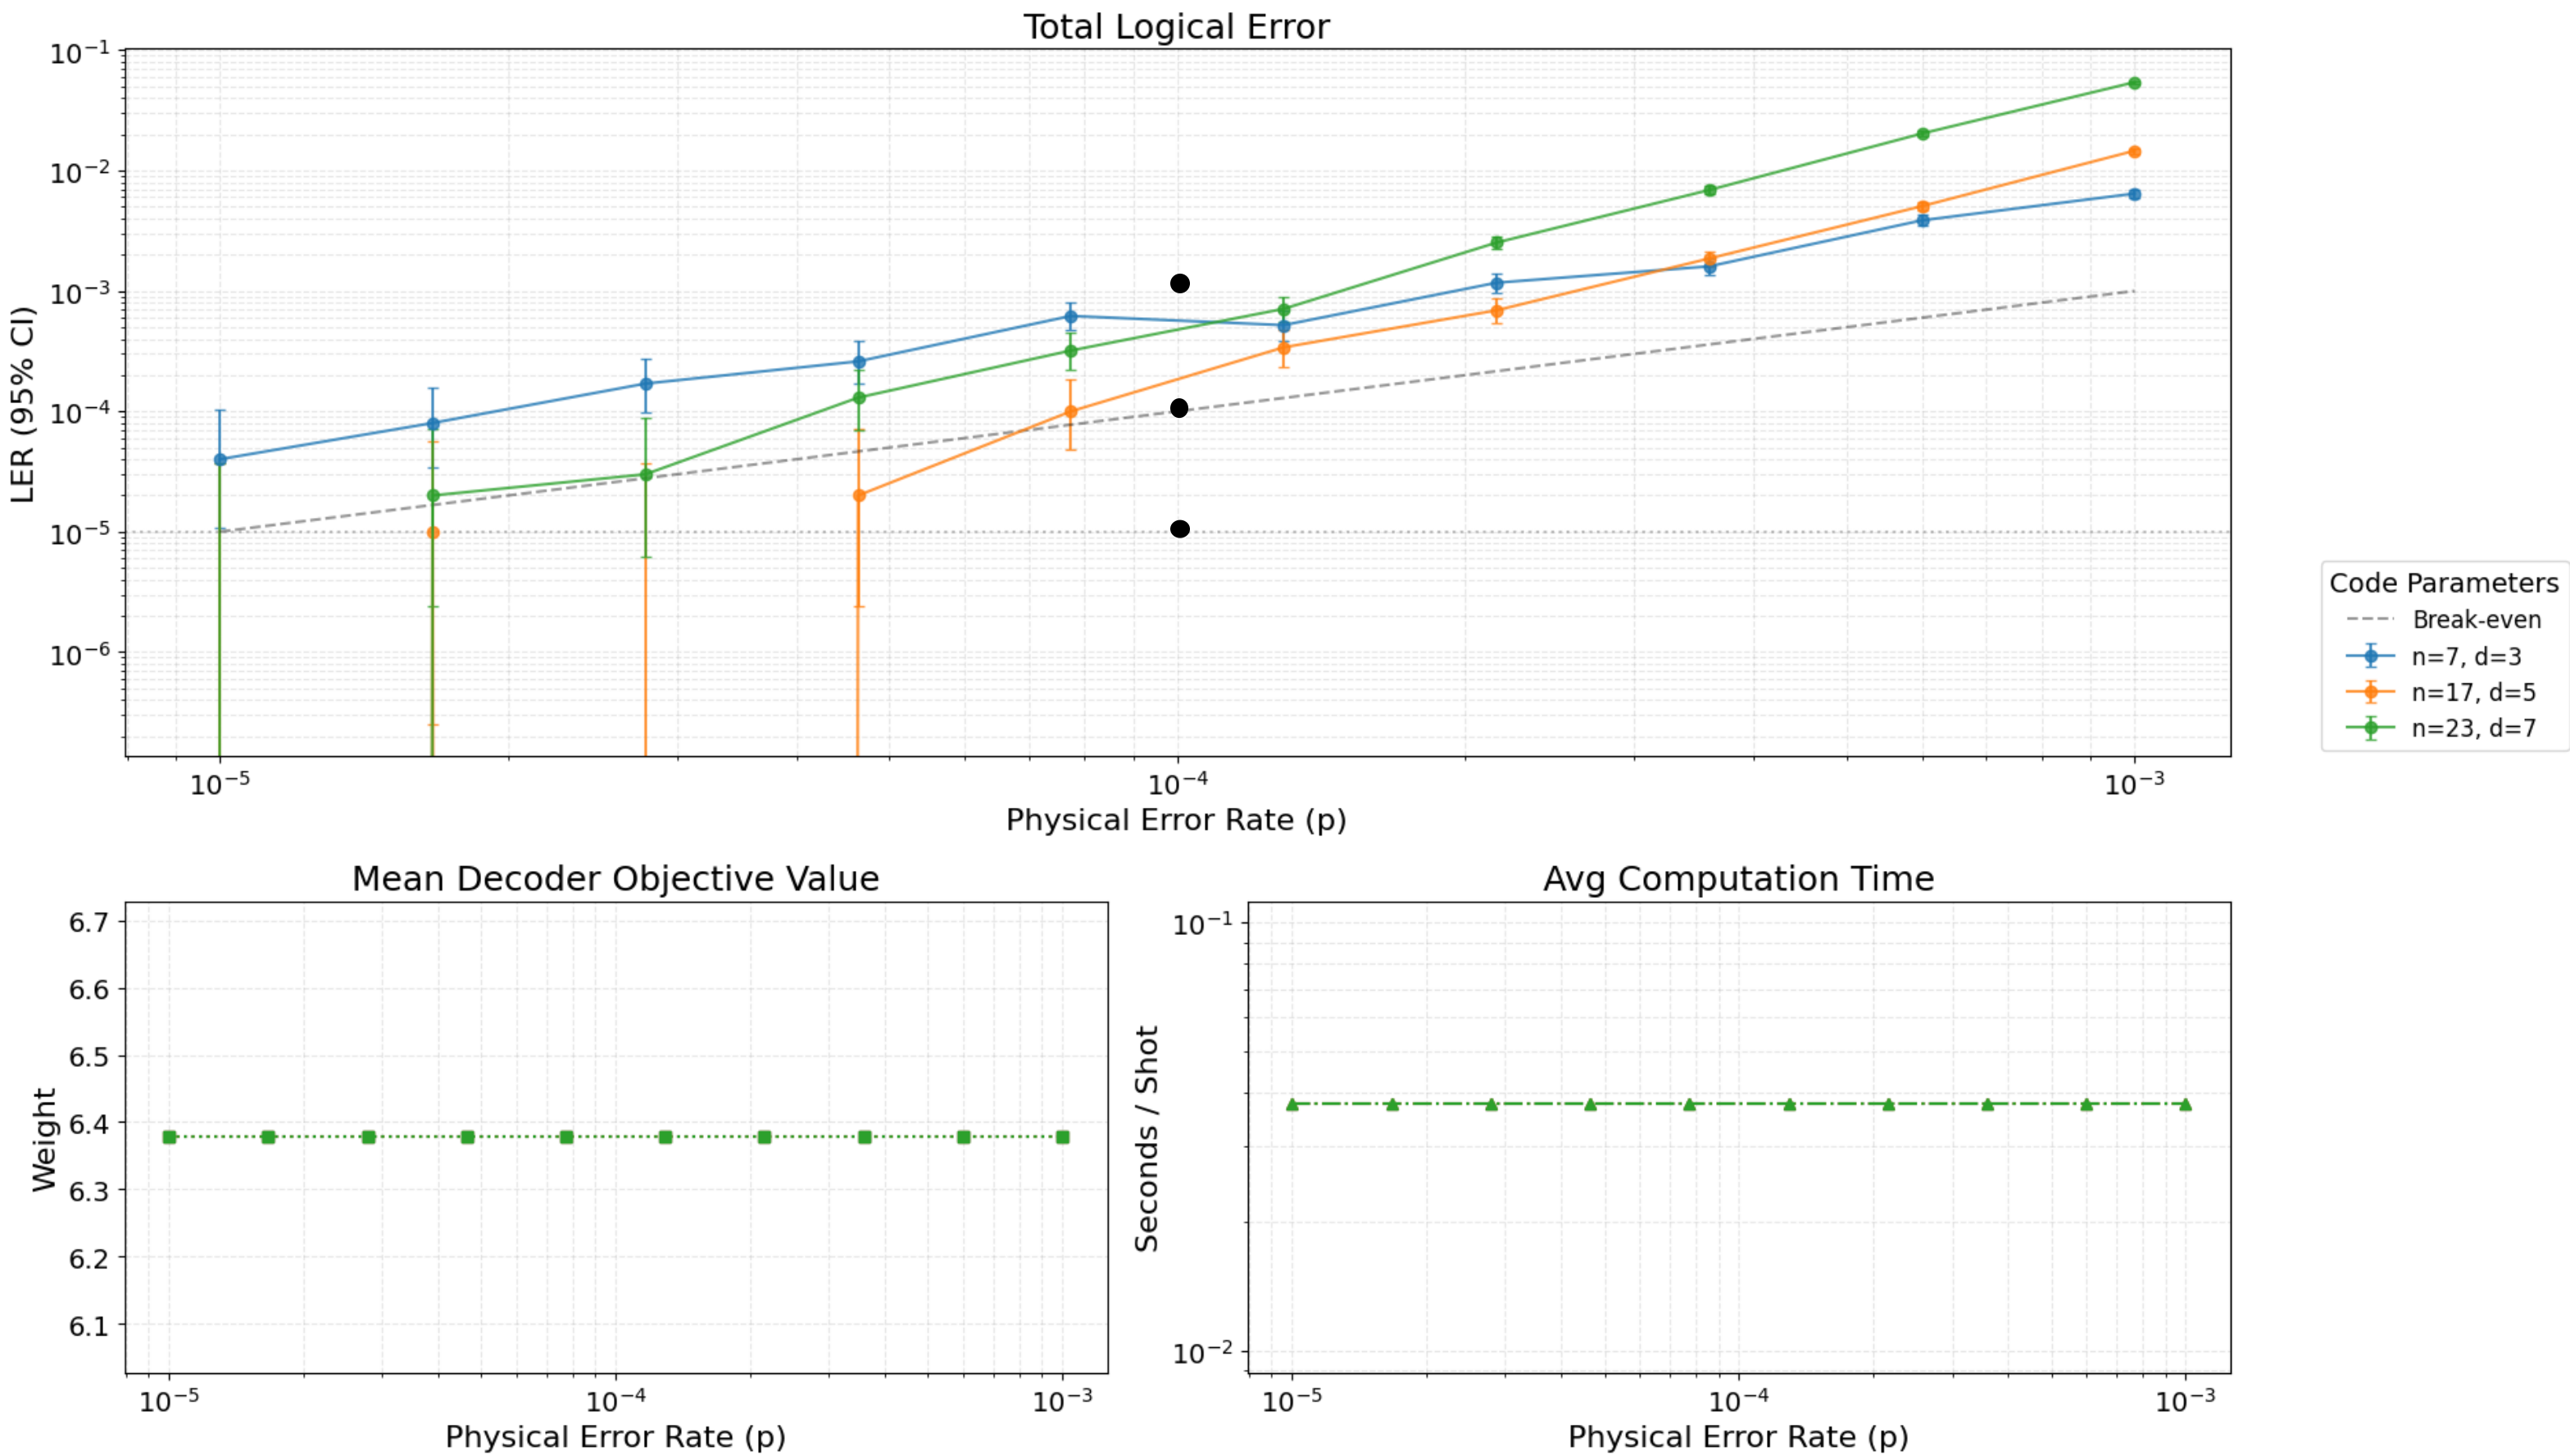 Total Logical Error
10⁻¹
10⁻²
10⁻³
10⁻⁴
10⁻⁵
10⁻⁶
LER (95% CI)
10⁻⁵ 10⁻⁴ 10⁻³
Physical Error Rate (p)
Code Parameters
Break-even
n=7, d=3
n=17, d=5
n=23, d=7
Mean Decoder Objective Value
6.7
6.6
6.5
6.4
6.3
6.2
6.1
Weight
10⁻⁵ 10⁻⁴ 10⁻³
Physical Error Rate (p)
Avg Computation Time
10⁻¹
10⁻²
Seconds / Shot
10⁻⁵ 10⁻⁴ 10⁻³
Physical Error Rate (p)